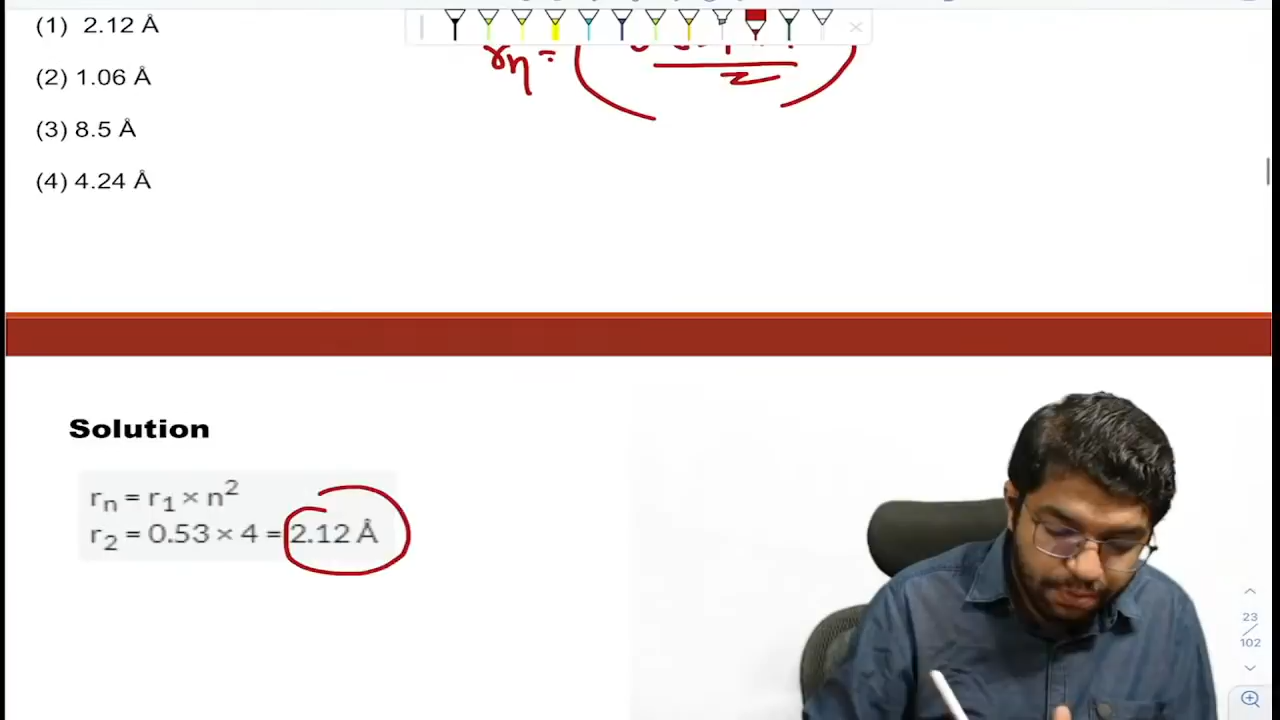 (1) 2.12 Å
rn =
2
(2) 1.06 Å
(3) 8.5 Å
(4) 4.24 Å
Solution
rₙ = r₁ × n²
r₂ = 0.53 × 4 = 2.12 Å
23
102